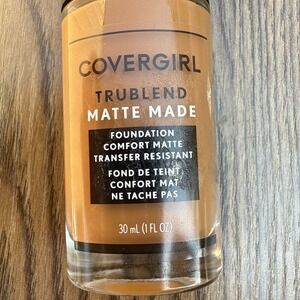 COVERGIRL
TRUBLEND
MATTE MADE
FOUNDATION
COMFORT MATTE
TRANSFER RESISTANT
FOND DE TEINT
CONFORT MAT
NE TACHE PAS
30 mL (1 FL OZ)